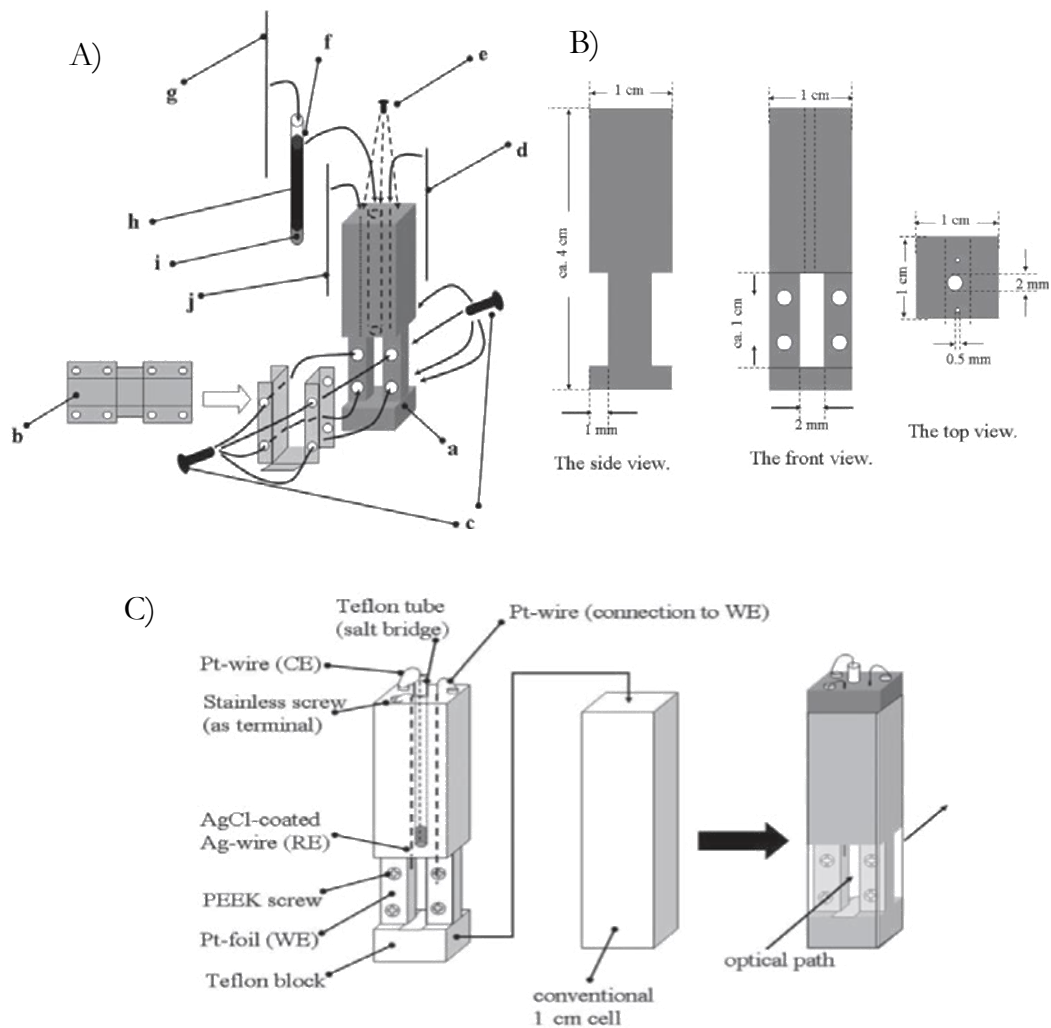 A)
g
f
e
d
h
i
j
b
a
c
B)
1 cm
ca. 4 cm
1 mm
The side view.
1 cm
ca. 1 cm
2 mm
The front view.
1 cm
1 cm
2 mm
0.5 mm
The top view.
C)
Teflon tube
(salt bridge)
Pt-wire (connection to WE)
Pt-wire (CE)
Stainless screw
(as terminal)
AgCl-coated
Ag-wire (RE)
PEEK screw
Pt-foil (WE)
Teflon block
conventional
1 cm cell
optical path